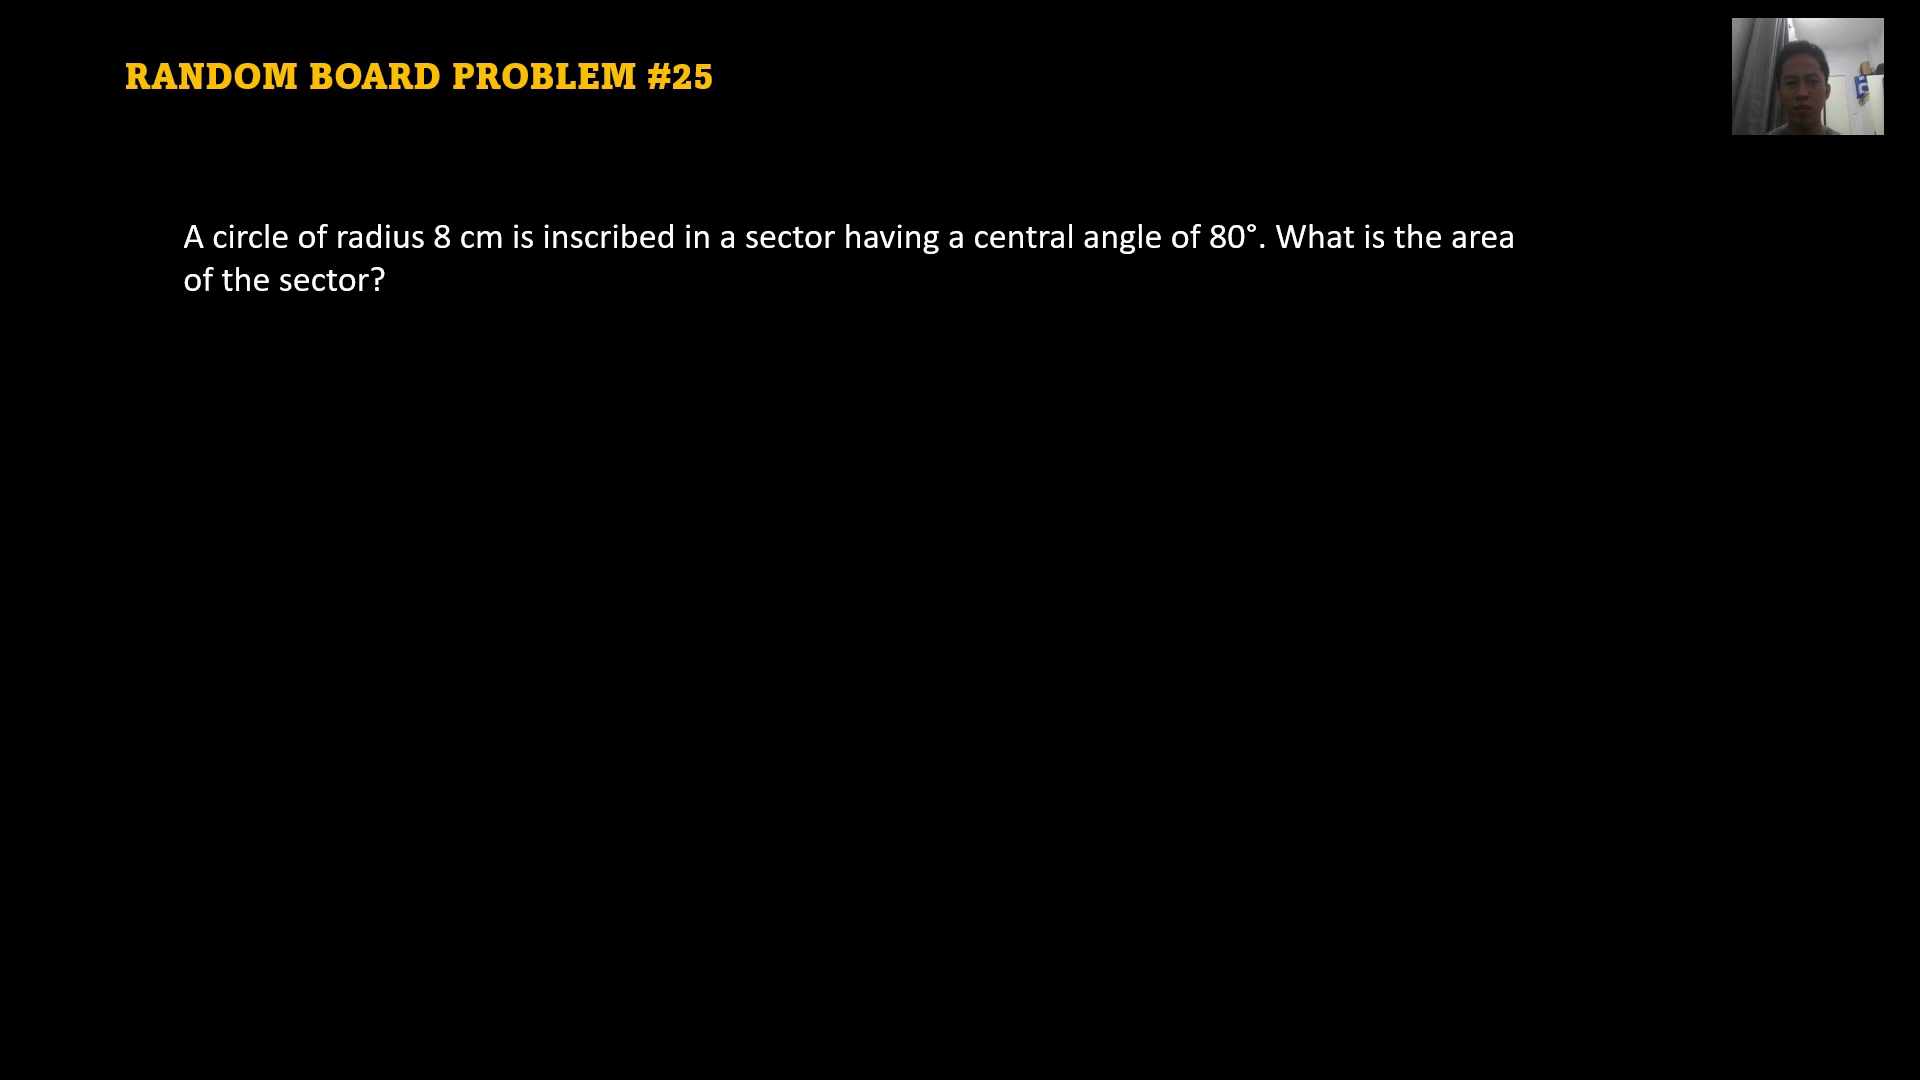 RANDOM BOARD PROBLEM #25
A circle of radius 8 cm is inscribed in a sector having a central angle of 80°. What is the area
of the sector?